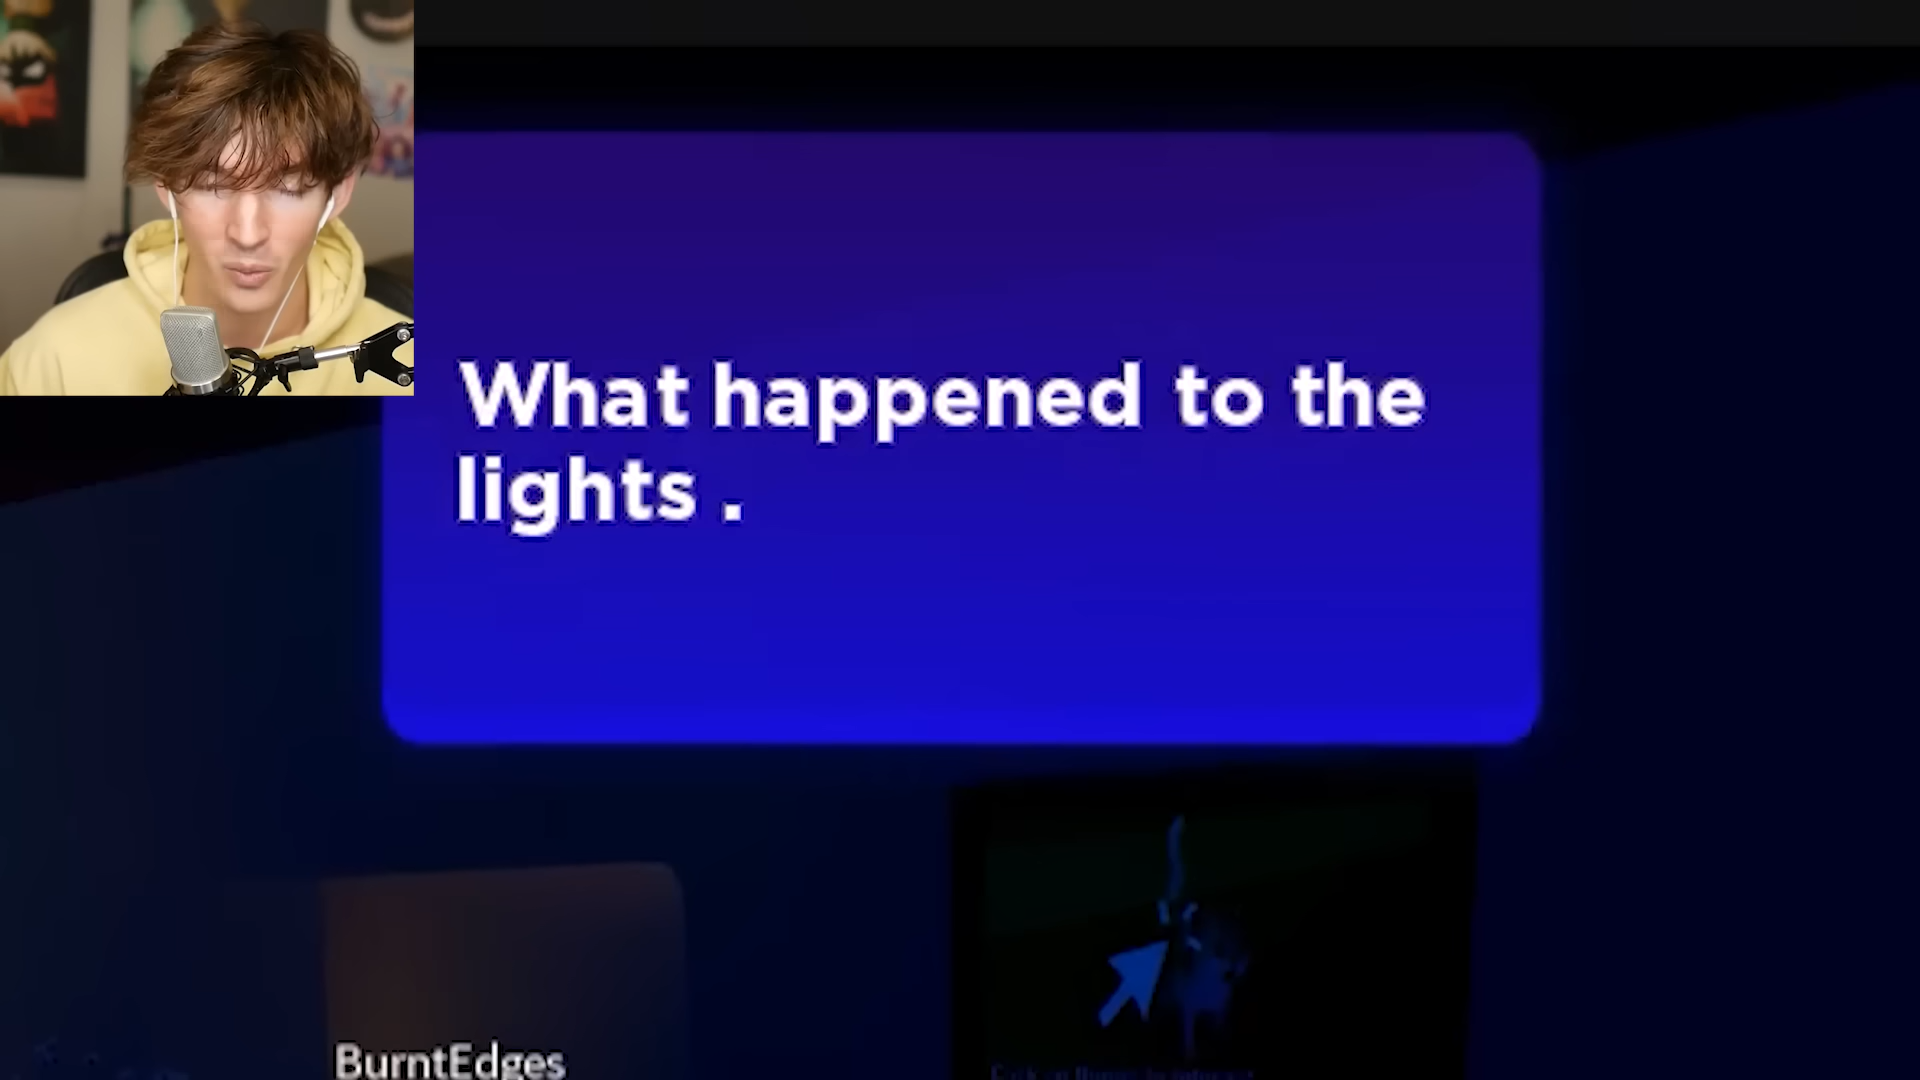 What happened to the
lights .
BurntEdges